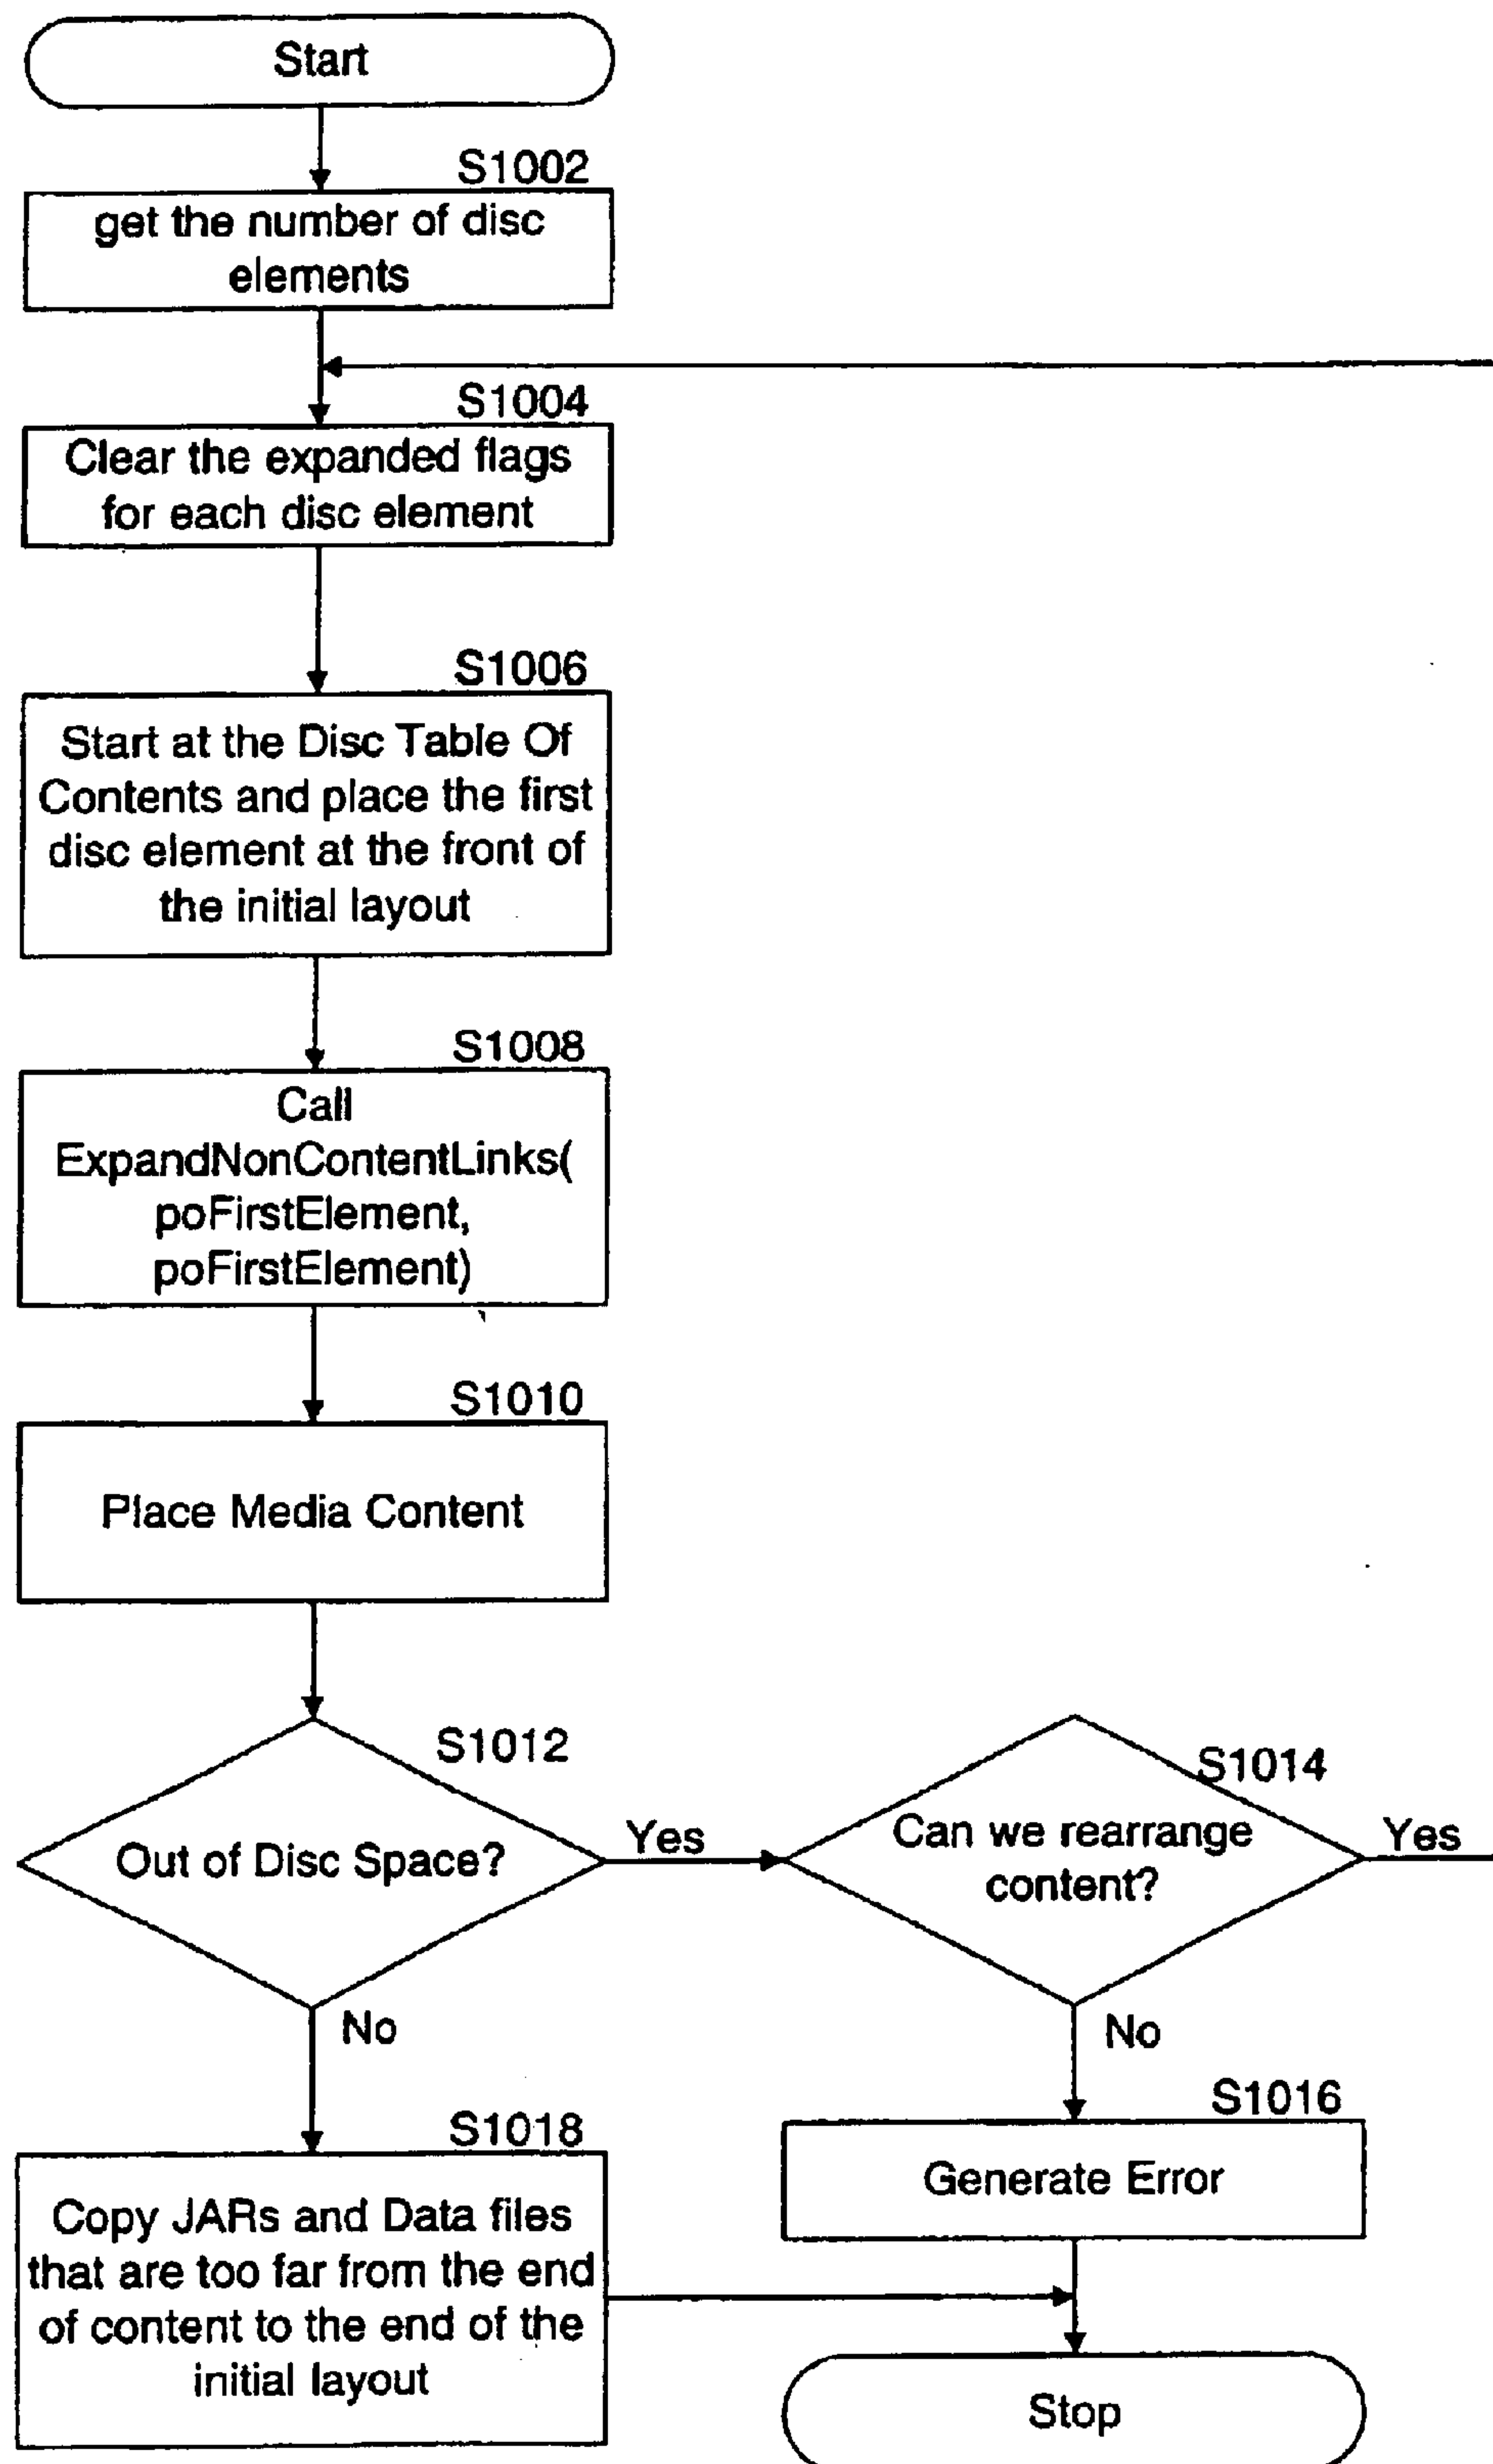 Start
S1002
get the number of disc
elements
S1004
Clear the expanded flags
for each disc element
S1006
Start at the Disc Table Of
Contents and place the first
disc element at the front of
the initial layout
S1008
Call
ExpandNonContentLinks(
poFirstElement,
poFirstElement)
S1010
Place Media Content
S1012
Out of Disc Space?
Yes
No
S1014
Can we rearrange
content?
Yes
No
S1016
Generate Error
S1018
Copy JARs and Data files
that are too far from the end
of content to the end of the
initial layout
Stop